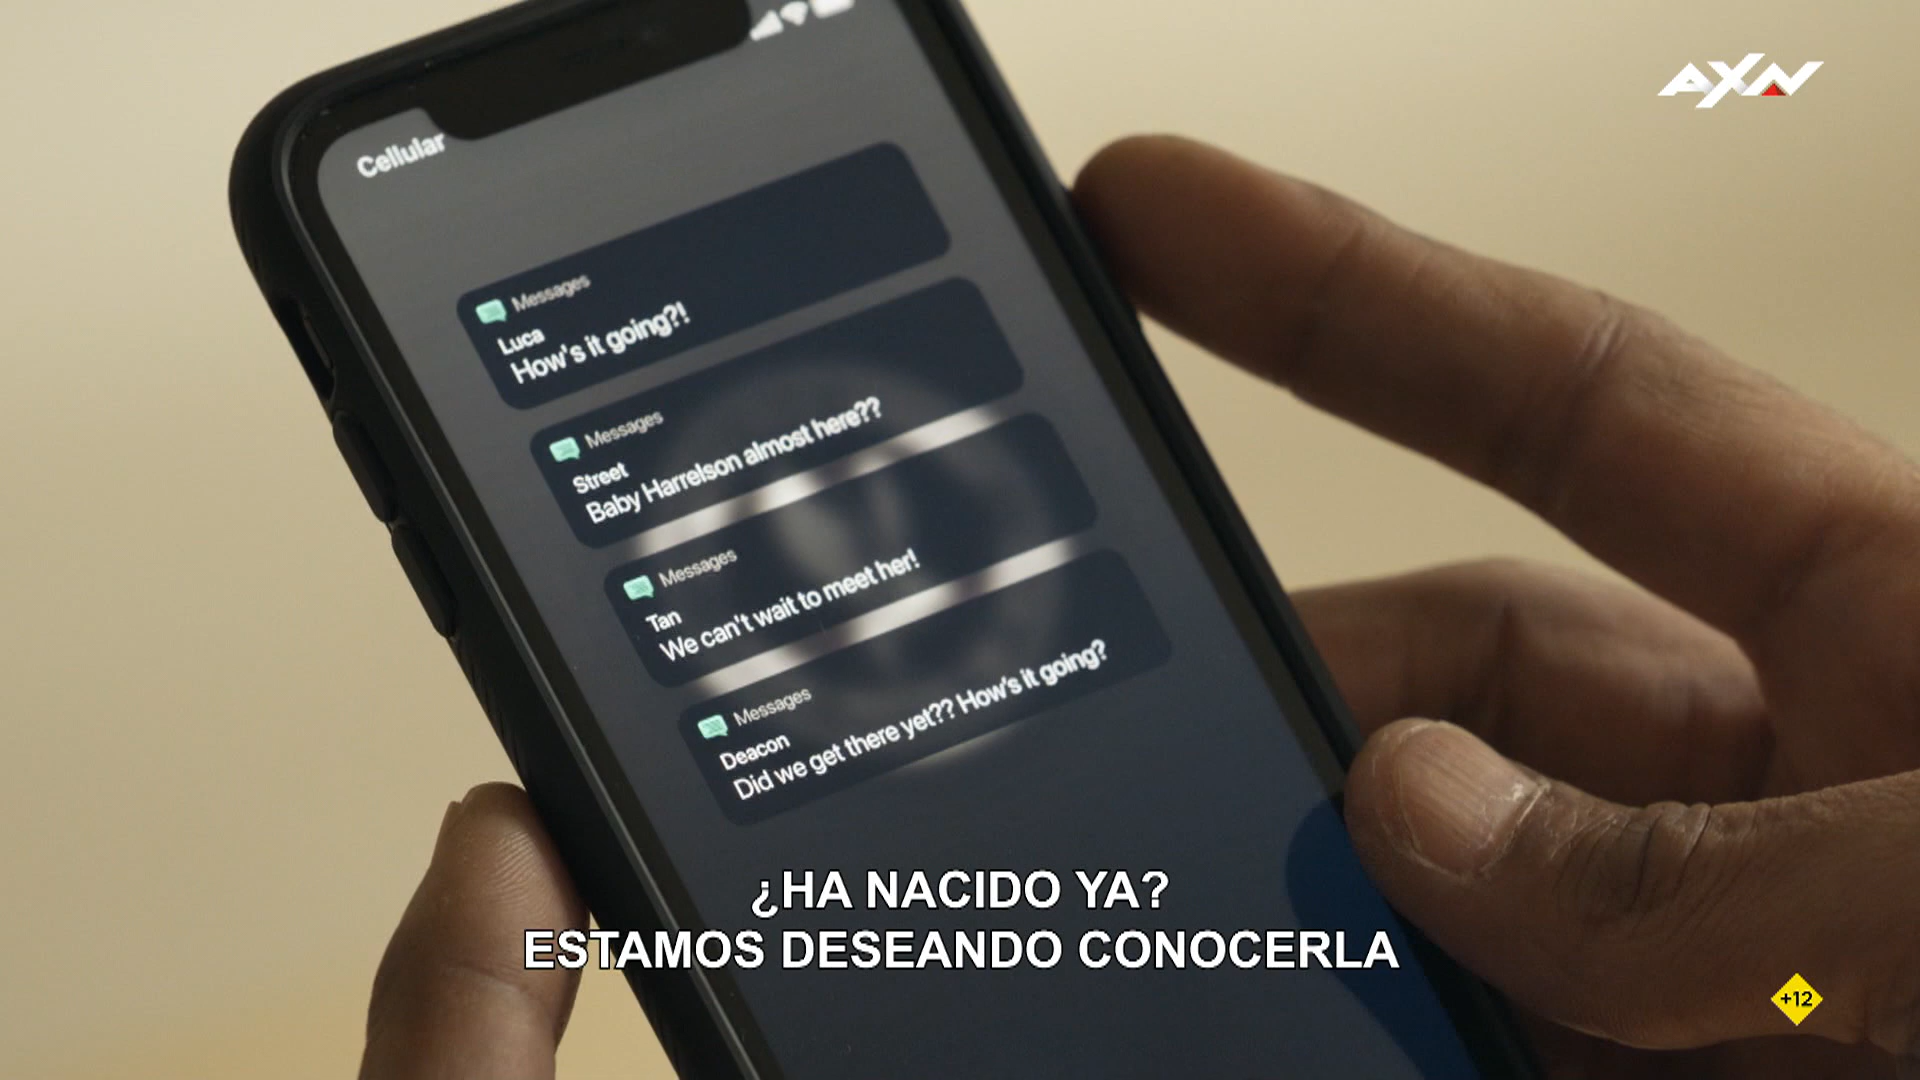 AXN
Cellular
Messages
Luca
How's it going?!
Messages
Street
Baby Harrelson almost here??
Messages
Tan
We can't wait to meet her!
Messages
Deacon
Did we get there yet?? How's it going?
¿HA NACIDO YA?
ESTAMOS DESEANDO CONOCERLA
+12